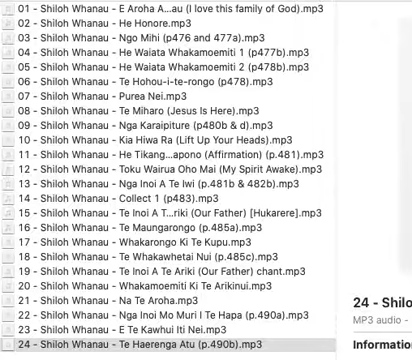 01 - Shiloh Whanau - E Aroha A...au (I love this family of God).mp3
02 - Shiloh Whanau - He Honore.mp3
03 - Shiloh Whanau - Ngo Mihi (p476 and 477a).mp3
04 - Shiloh Whanau - He Waiata Whakamoemiti 1 (p477b).mp3
05 - Shiloh Whanau - He Waiata Whakamoemiti 2 (p478b).mp3
06 - Shiloh Whanau - Te Hohou-i-te-rongo (p478).mp3
07 - Shiloh Whanau - Purea Nei.mp3
08 - Shiloh Whanau - Te Miharo (Jesus Is Here).mp3
09 - Shiloh Whanau - Nga Karaipiture (p480b & d).mp3
10 - Shiloh Whanau - Kia Hiwa Ra (Lift Up Your Heads).mp3
11 - Shiloh Whanau - He Tikang...apono (Affirmation) (p.481).mp3
12 - Shiloh Whanau - Toku Wairua Oho Mai (My Spirit Awake).mp3
13 - Shiloh Whanau - Nga Inoi A Te Iwi (p.481b & 482b).mp3
14 - Shiloh Whanau - Collect 1 (p483).mp3
15 - Shiloh Whanau - Te Inoi A T...riki (Our Father) [Hukarere].mp3
16 - Shiloh Whanau - Te Maungarongo (p.485a).mp3
17 - Shiloh Whanau - Whakarongo Ki Te Kupu.mp3
18 - Shiloh Whanau - Te Whakawhetai Nui (p.485c).mp3
19 - Shiloh Whanau - Te Inoi A Te Ariki (Our Father) chant.mp3
20 - Shiloh Whanau - Whakamoemiti Ki Te Arikinui.mp3
21 - Shiloh Whanau - Na Te Aroha.mp3
22 - Shiloh Whanau - Nga Inoi Mo Muri I Te Hapa (p.490a).mp3
23 - Shiloh Whanau - E Te Kawhui Iti Nei.mp3
24 - Shiloh Whanau - Te Haerenga Atu (p.490b).mp3
24 - Shilo
MP3 audio -
Informatio